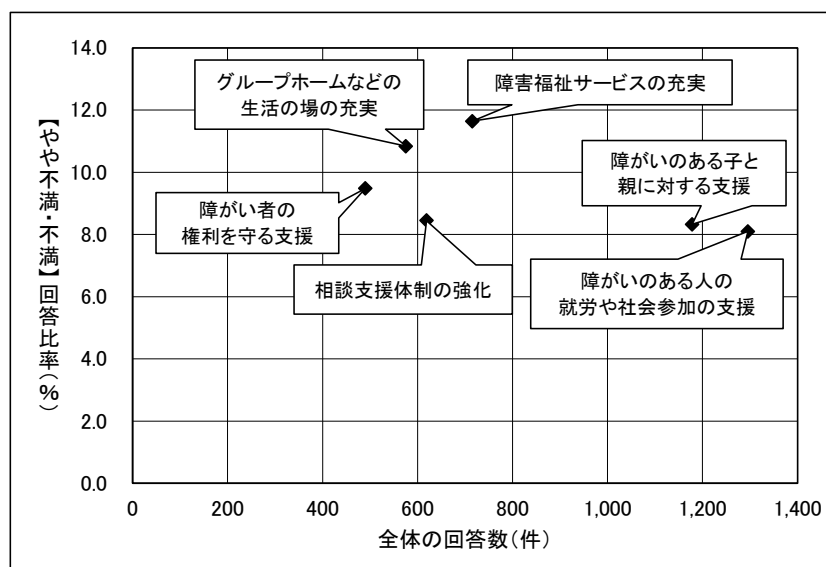 【やや不満・不満】回答比率(%)
14.0
12.0
10.0
8.0
6.0
4.0
2.0
0.0
グループホームなどの
生活の場の充実
障害福祉サービスの充実
障がい者の
権利を守る支援
相談支援体制の強化
障がいのある子と
親に対する支援
障がいのある人の
就労や社会参加の支援
0 200 400 600 800 1,000 1,200 1,400
全体の回答数(件)